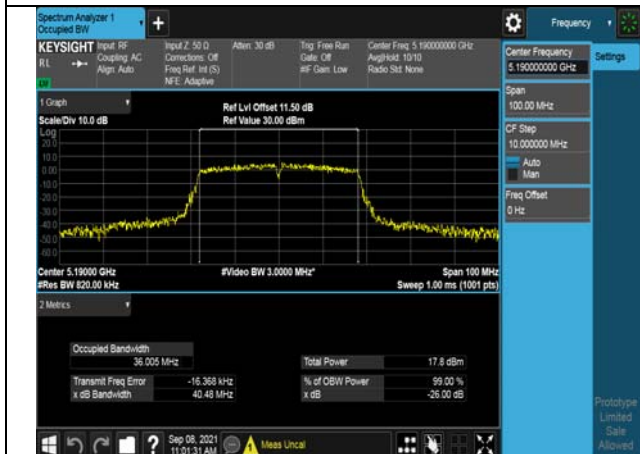 Spectrum Analyzer 1
Occupied BW
+
Frequency
KEYSIGHT
RL
Input: RF
Coupling: AC
Align: Auto
Input Z: 50 Ω
Corrections: Off
Freq Ref: Int (S)
NFE: Adaptive
Atten: 30 dB
Trig: Free Run
Gate: Off
#IF Gain: Low
Center Freq: 5.190000000 GHz
Avg|Hold: 10/10
Radio Std: None
Center Frequency
5.190000000 GHz
Settings
Span
100.00 MHz
CF Step
10.000000 MHz
Auto
Man
Freq Offset
0 Hz
1 Graph
Scale/Div 10.0 dB
Ref Lvl Offset 11.50 dB
Ref Value 30.00 dBm
Log
20.0
10.0
0.00
-10.0
-20.0
-30.0
-40.0
-50.0
-60.0
Center 5.19000 GHz
#Video BW 3.0000 MHz*
Span 100 MHz
#Res BW 820.00 kHz
Sweep 1.00 ms (1001 pts)
2 Metrics
Occupied Bandwidth
36.005 MHz
Total Power 17.8 dBm
Transmit Freq Error -16.368 kHz
% of OBW Power 99.00 %
x dB Bandwidth 40.48 MHz
x dB -26.00 dB
Prototype
Limited
Sale
Allowed
?
Sep 08, 2021
11:01:31 AM
Meas Uncal